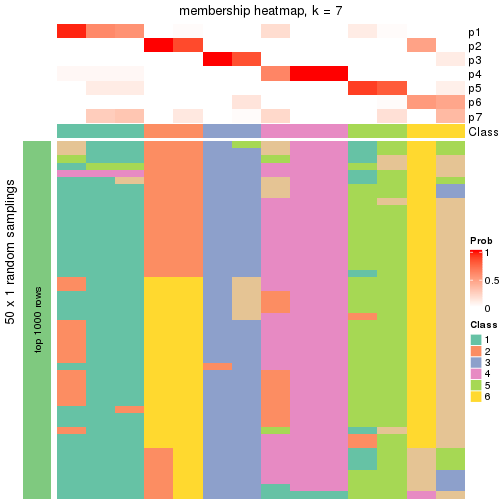 membership heatmap, k = 7
p1
p2
p3
p4
p5
p6
p7
Class
50 x 1 random samplings
top 1000 rows
Prob
1
0.5
0
Class
1
2
3
4
5
6